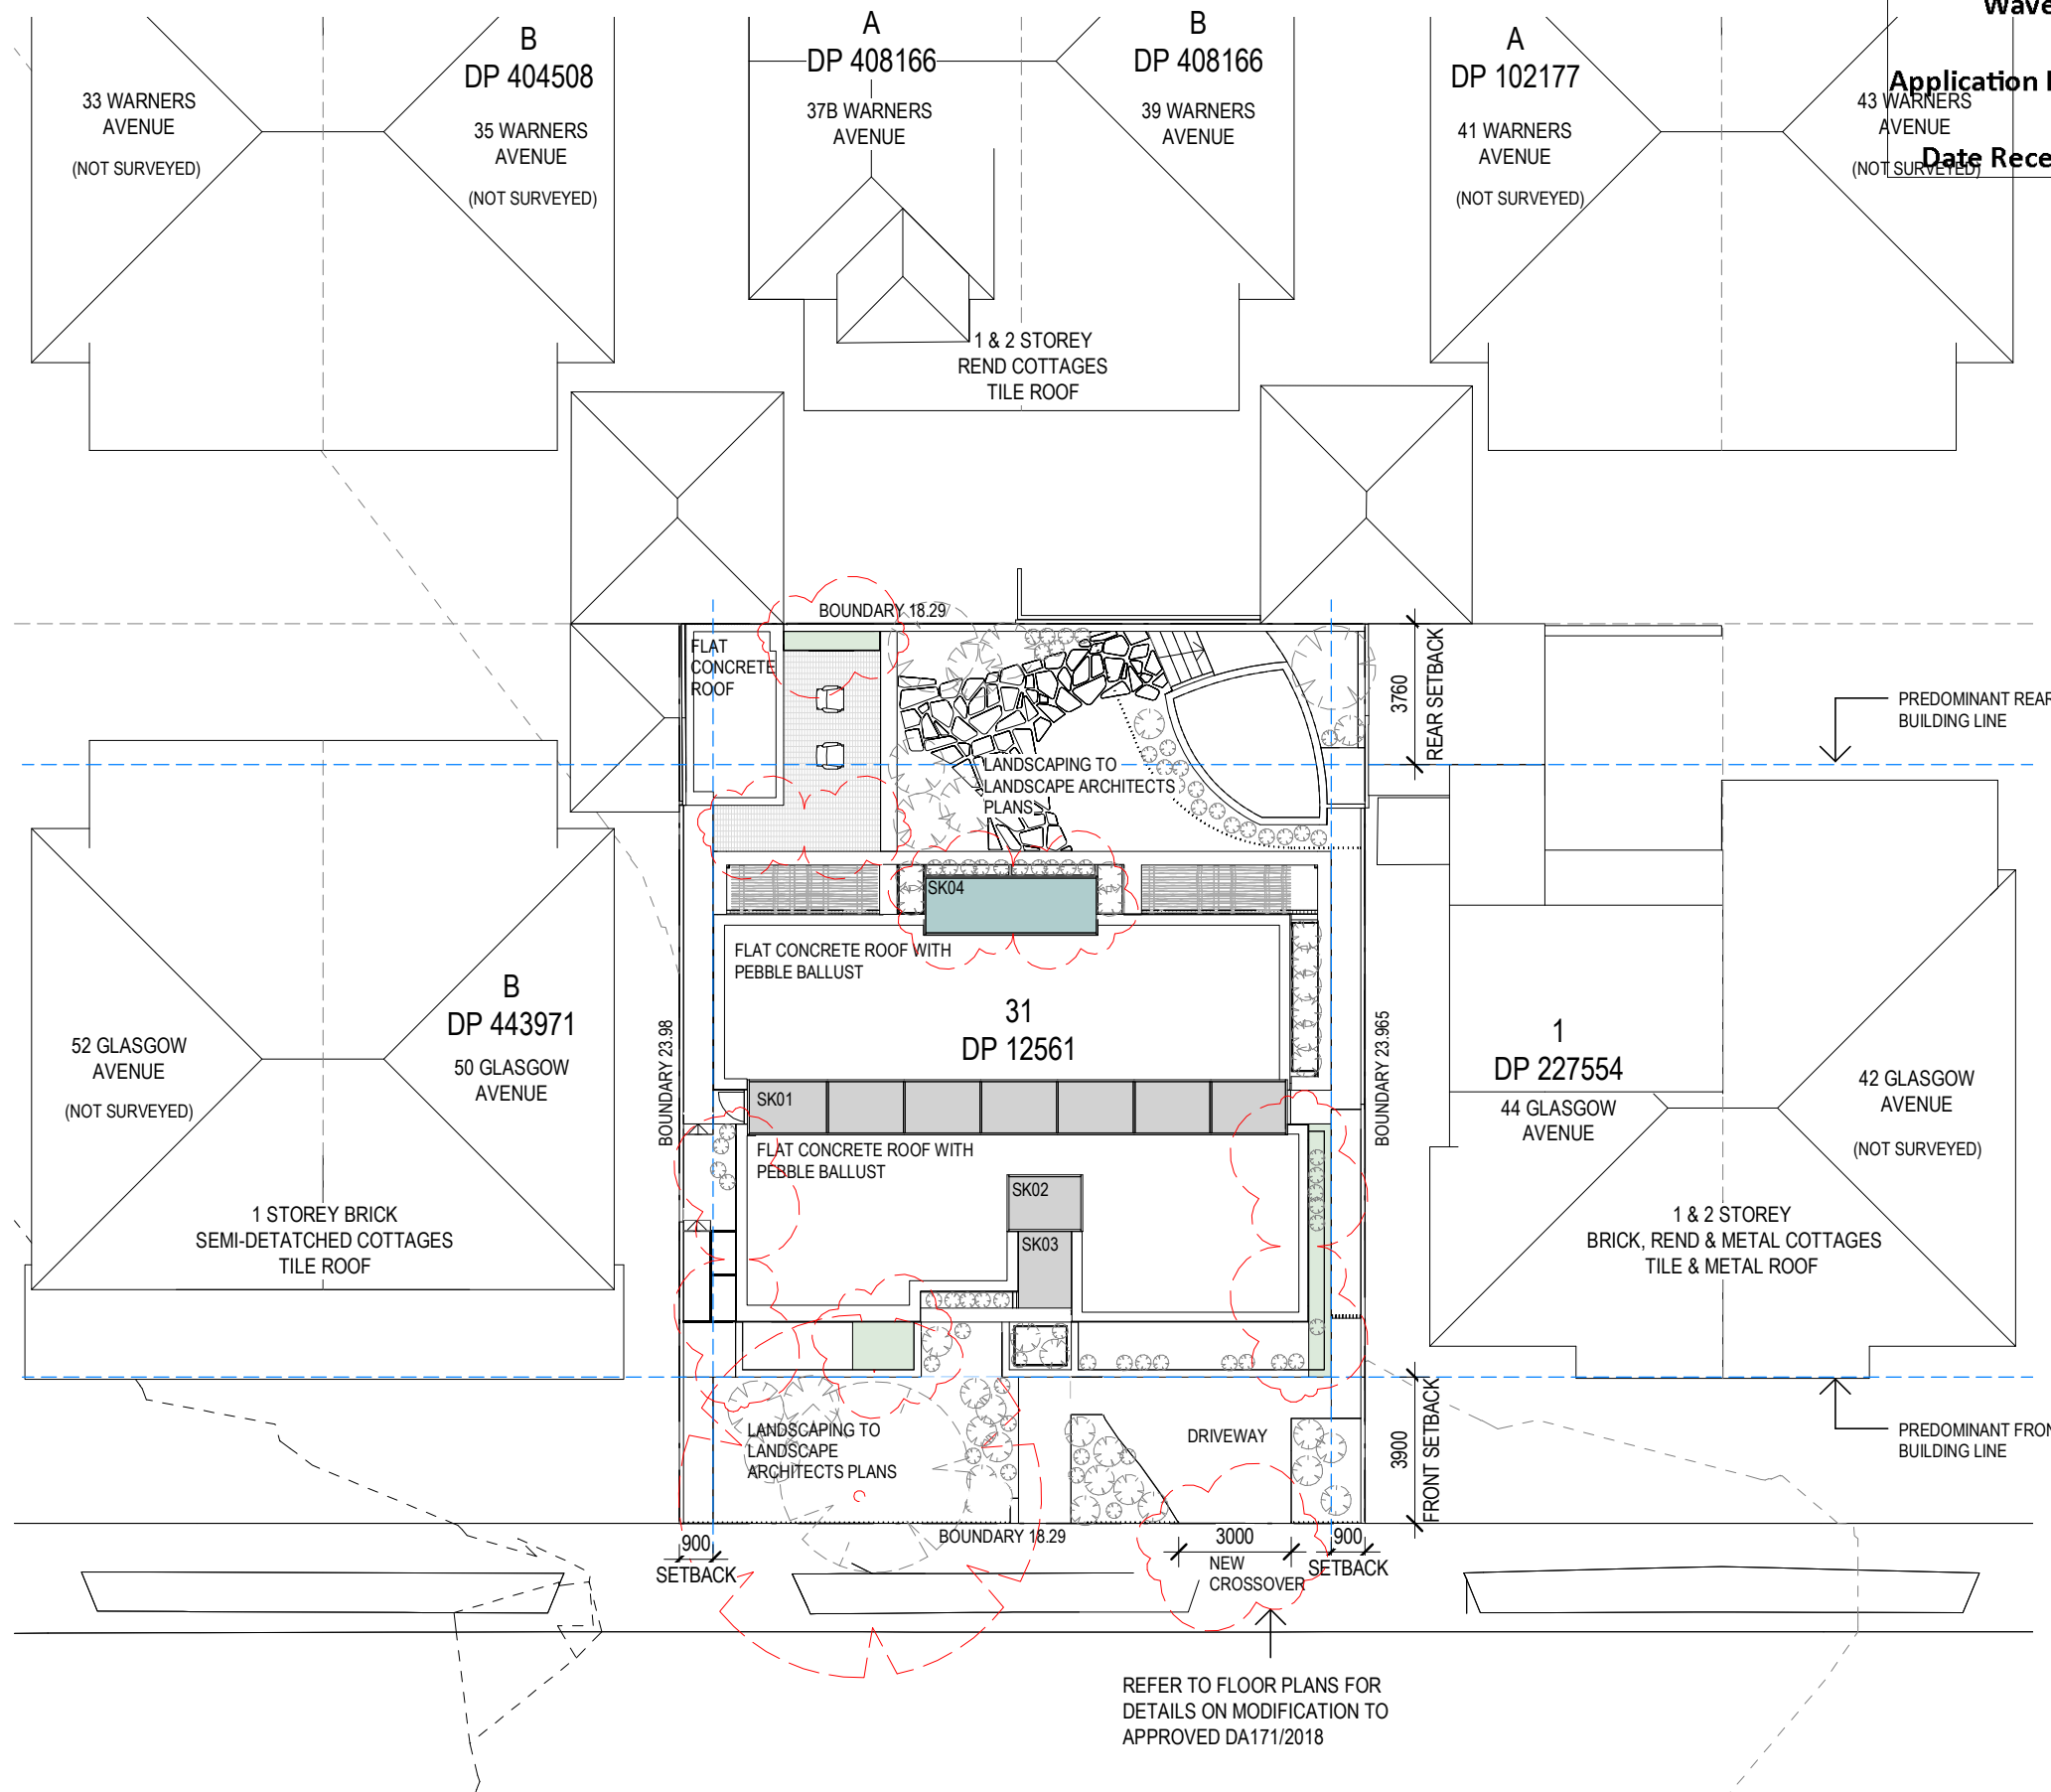 Wave
Application
Date Rece
B
DP 404508
33 WARNERS
AVENUE
(NOT SURVEYED)
35 WARNERS
AVENUE
(NOT SURVEYED)
A
DP 408166
37B WARNERS
AVENUE
B
DP 408166
39 WARNERS
AVENUE
A
DP 102177
41 WARNERS
AVENUE
(NOT SURVEYED)
43 WARNERS
AVENUE
(NOT SURVEYED)
1 & 2 STOREY
REND COTTAGES
TILE ROOF
BOUNDARY 18.29
FLAT
CONCRETE
ROOF
3760
REAR SETBACK
PREDOMINANT REAR
BUILDING LINE
LANDSCAPING TO
LANDSCAPE ARCHITECTS
PLANS
SK04
FLAT CONCRETE ROOF WITH
PEBBLE BALLUST
31
DP 12561
BOUNDARY 23.98
BOUNDARY 23.965
B
DP 443971
52 GLASGOW
AVENUE
(NOT SURVEYED)
50 GLASGOW
AVENUE
1
DP 227554
44 GLASGOW
AVENUE
42 GLASGOW
AVENUE
(NOT SURVEYED)
SK01
FLAT CONCRETE ROOF WITH
PEBBLE BALLUST
SK02
SK03
1 STOREY BRICK
SEMI-DETATCHED COTTAGES
TILE ROOF
1 & 2 STOREY
BRICK, REND & METAL COTTAGES
TILE & METAL ROOF
LANDSCAPING TO
LANDSCAPE
ARCHITECTS PLANS
DRIVEWAY
3900
FRONT SETBACK
PREDOMINANT FRON
BUILDING LINE
BOUNDARY 18.29
900
SETBACK
3000
NEW
CROSSOVER
900
SETBACK
REFER TO FLOOR PLANS FOR
DETAILS ON MODIFICATION TO
APPROVED DA171/2018